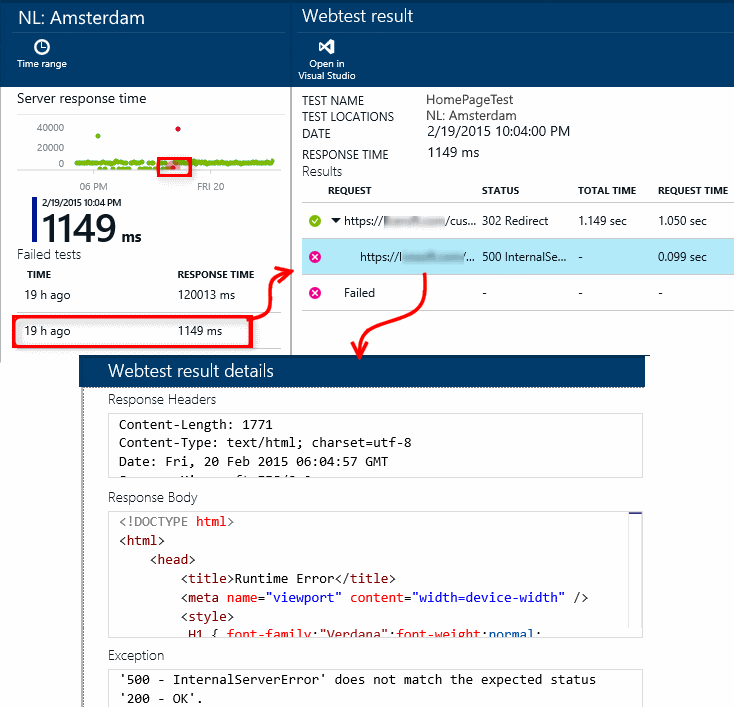 NL: Amsterdam
Time range
Server response time
40000
20000
0
06 PM FRI 20
2/19/2015 10:04 PM
1149 ms
Failed tests
TIME RESPONSE TIME
19 h ago 120013 ms
19 h ago 1149 ms
Webtest result
Open in
Visual Studio
TEST NAME HomePageTest
TEST LOCATIONS NL: Amsterdam
DATE 2/19/2015 10:04:00 PM
RESPONSE TIME 1149 ms
Results
REQUEST STATUS TOTAL TIME REQUEST TIME
https:// /cus... 302 Redirect 1.149 sec 1.050 sec
https:// /... 500 InternalSe... - 0.099 sec
Failed - - -
Webtest result details
Response Headers
Content-Length: 1771
Content-Type: text/html; charset=utf-8
Date: Fri, 20 Feb 2015 06:04:57 GMT
Response Body
<!DOCTYPE html>
<html>
<head>
<title>Runtime Error</title>
<meta name="viewport" content="width=device-width" />
<style>
H1 { font-family:"Verdana";font-weight:normal;
Exception
'500 - InternalServerError' does not match the expected status
'200 - OK'.